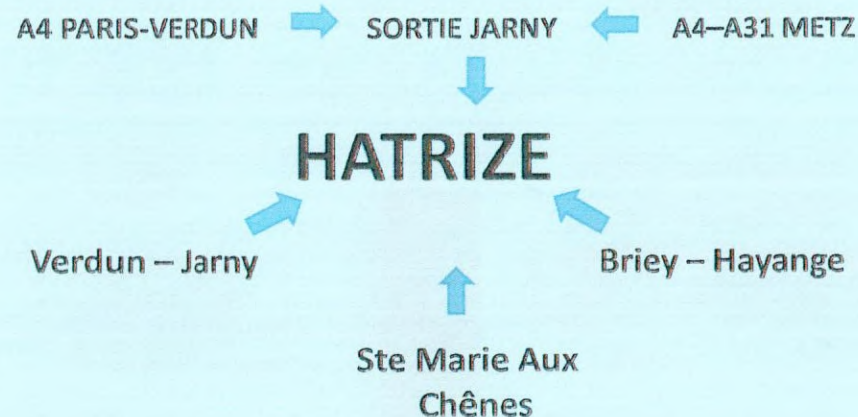 A4 PARIS-VERDUN SORTIE JARNY A4–A31 METZ
HATRIZE
Verdun – Jarny Briey – Hayange
Ste Marie Aux
Chênes